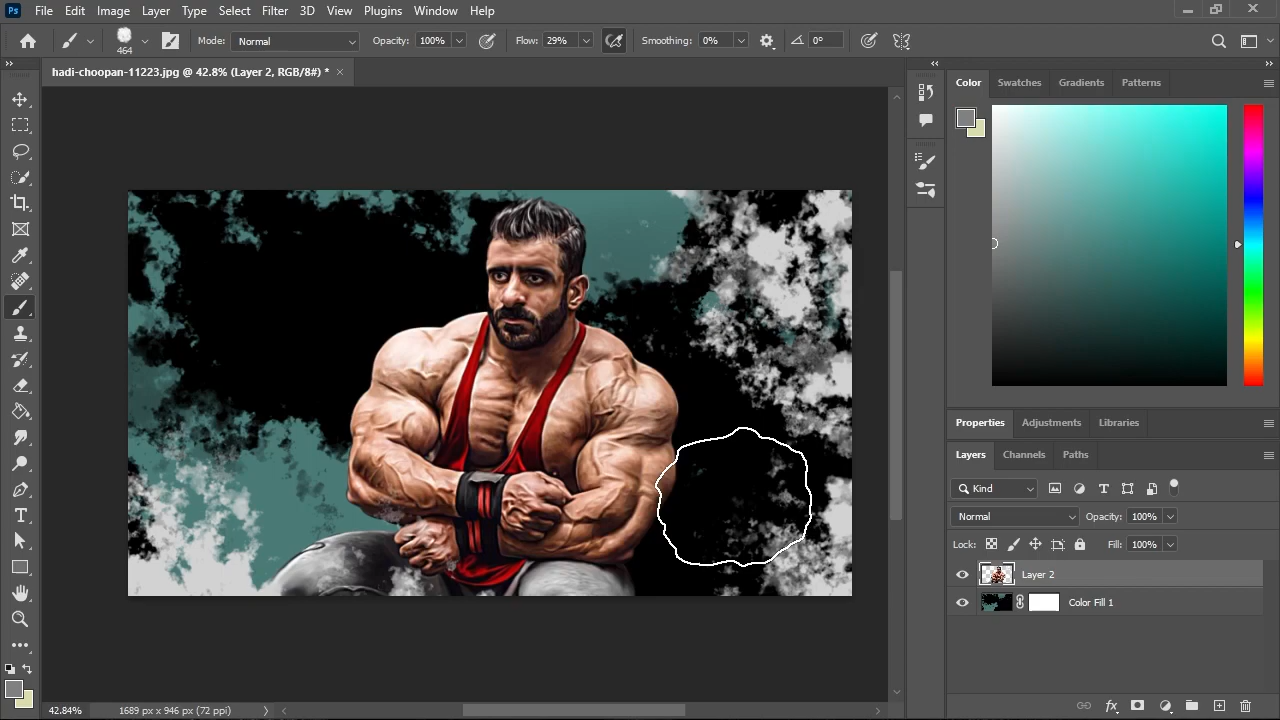 Ps File Edit Image Layer Type Select Filter 3D View Plugins Window Help
464 Mode: Normal Opacity: 100% Flow: 29% Smoothing: 0% 0°
hadi-choopan-11223.jpg @ 42.8% (Layer 2, RGB/8#) * ×
Color Swatches Gradients Patterns
Properties Adjustments Libraries
Layers Channels Paths
Kind
Normal Opacity: 100%
Lock: Fill: 100%
Layer 2
Color Fill 1
42.84% 1689 px x 946 px (72 ppi)